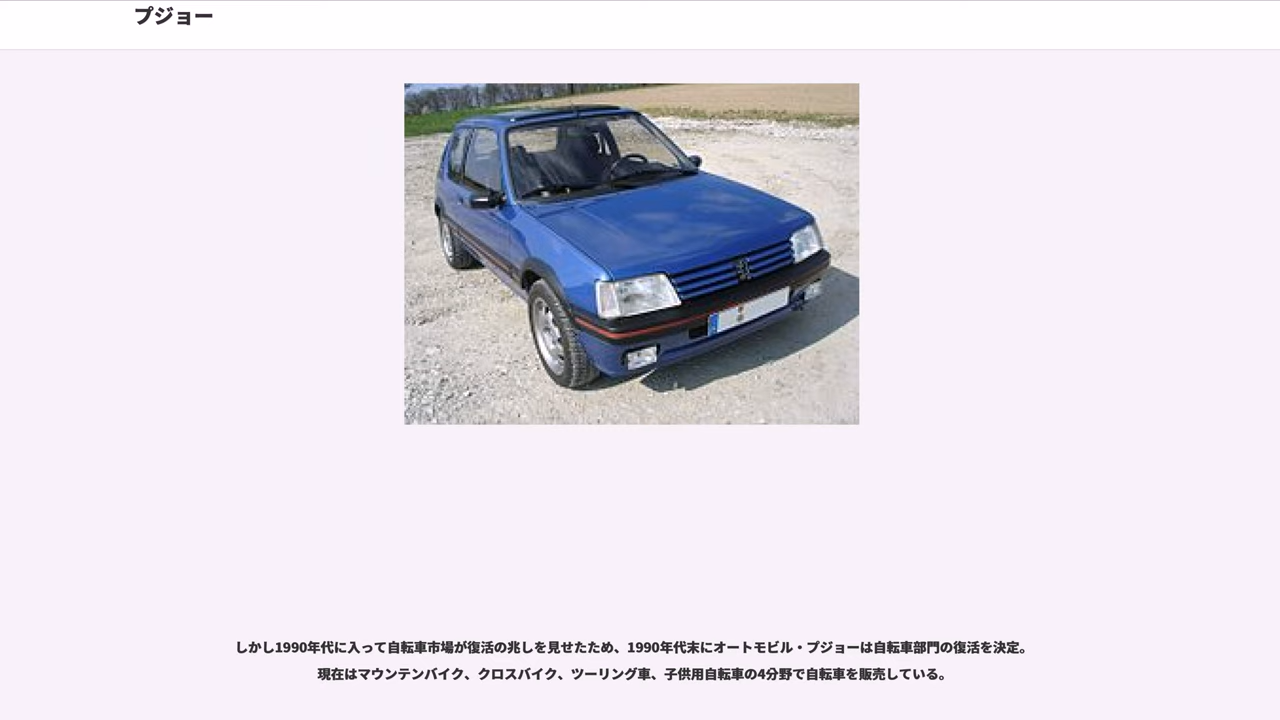 プジョー
しかし1990年代に入って自転車市場が復活の兆しを見せたため、1990年代末にオートモビル・プジョーは自転車部門の復活を決定。
現在はマウンテンバイク、クロスバイク、ツーリング車、子供用自転車の4分野で自転車を販売している。